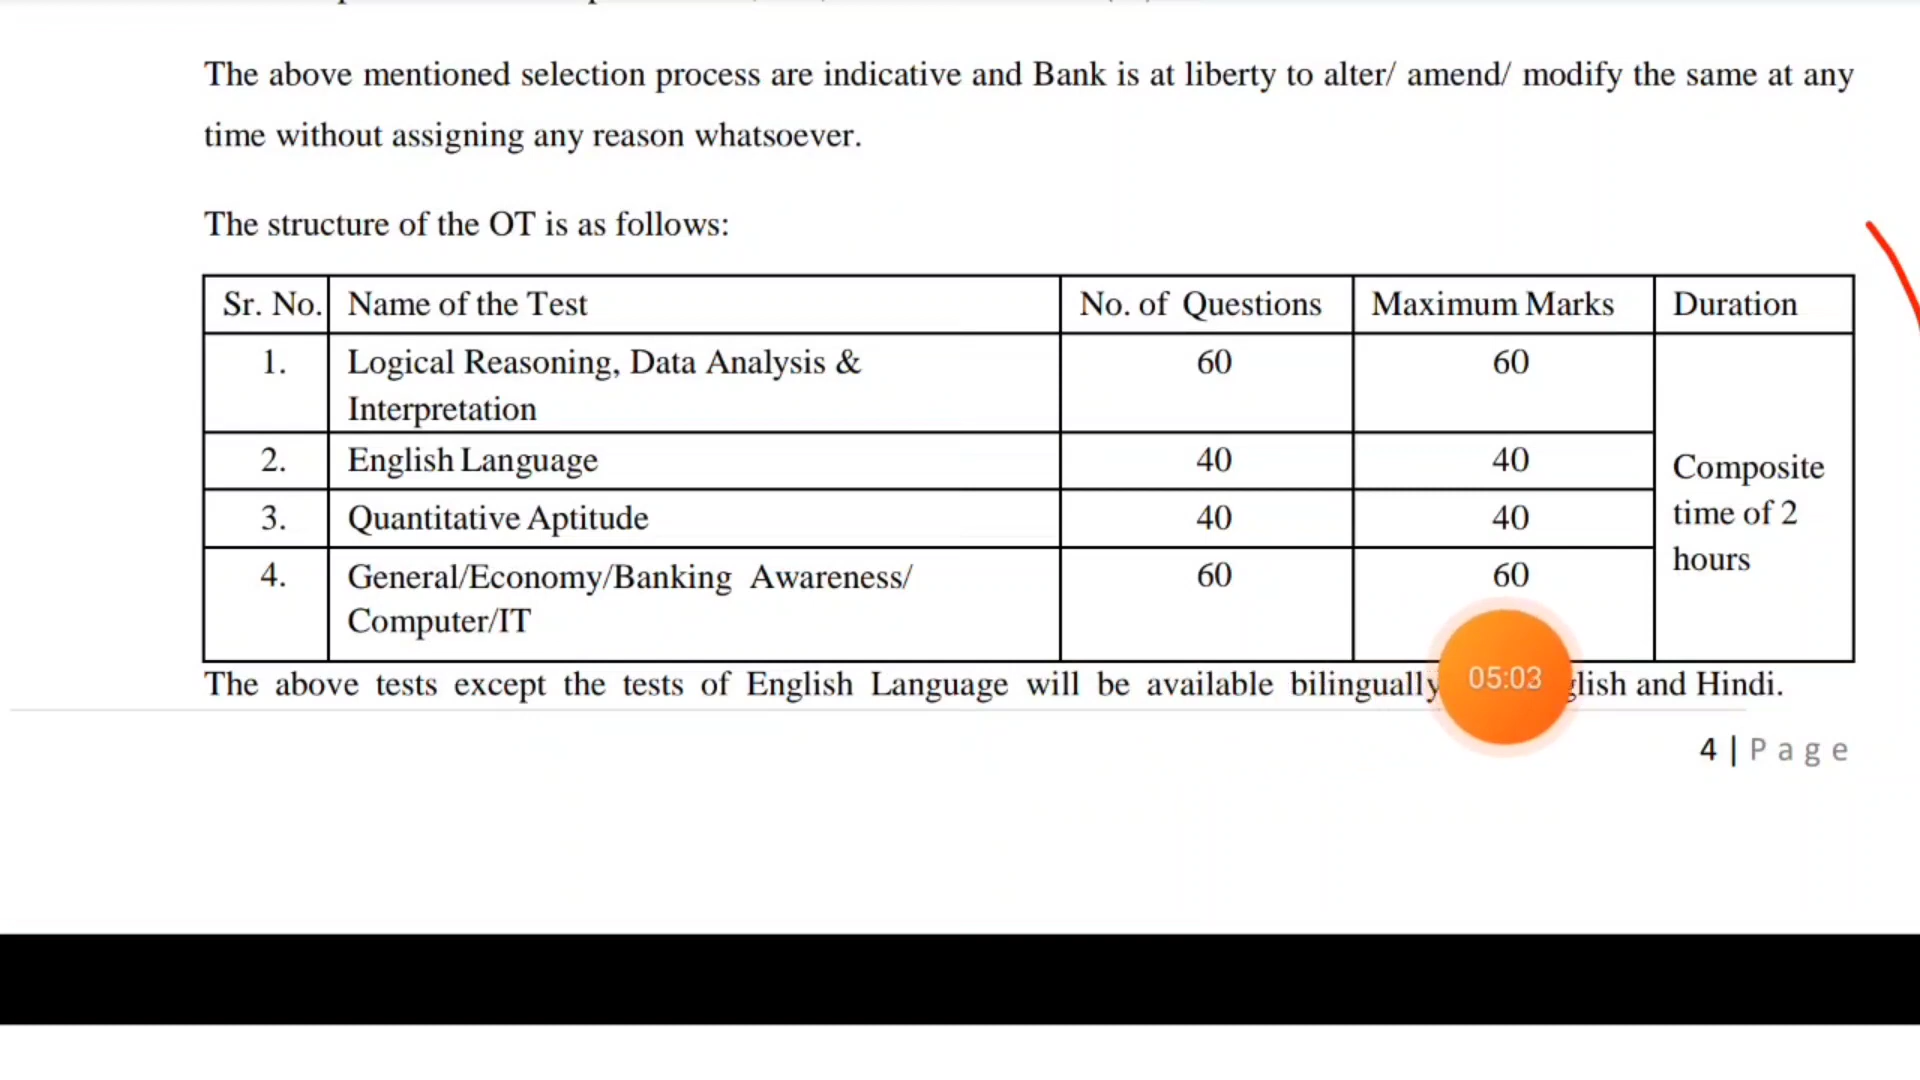 The above mentioned selection process are indicative and Bank is at liberty to alter/ amend/ modify the same at any
time without assigning any reason whatsoever.
The structure of the OT is as follows:
Sr. No. Name of the Test No. of Questions Maximum Marks Duration
1. Logical Reasoning, Data Analysis & 60 60
Interpretation
2. English Language 40 40
3. Quantitative Aptitude 40 40
Composite
time of 2
hours
4. General/Economy/Banking Awareness/ 60 60
Computer/IT
The above tests except the tests of English Language will be available bilingually glish and Hindi.
05:03
4 | Page